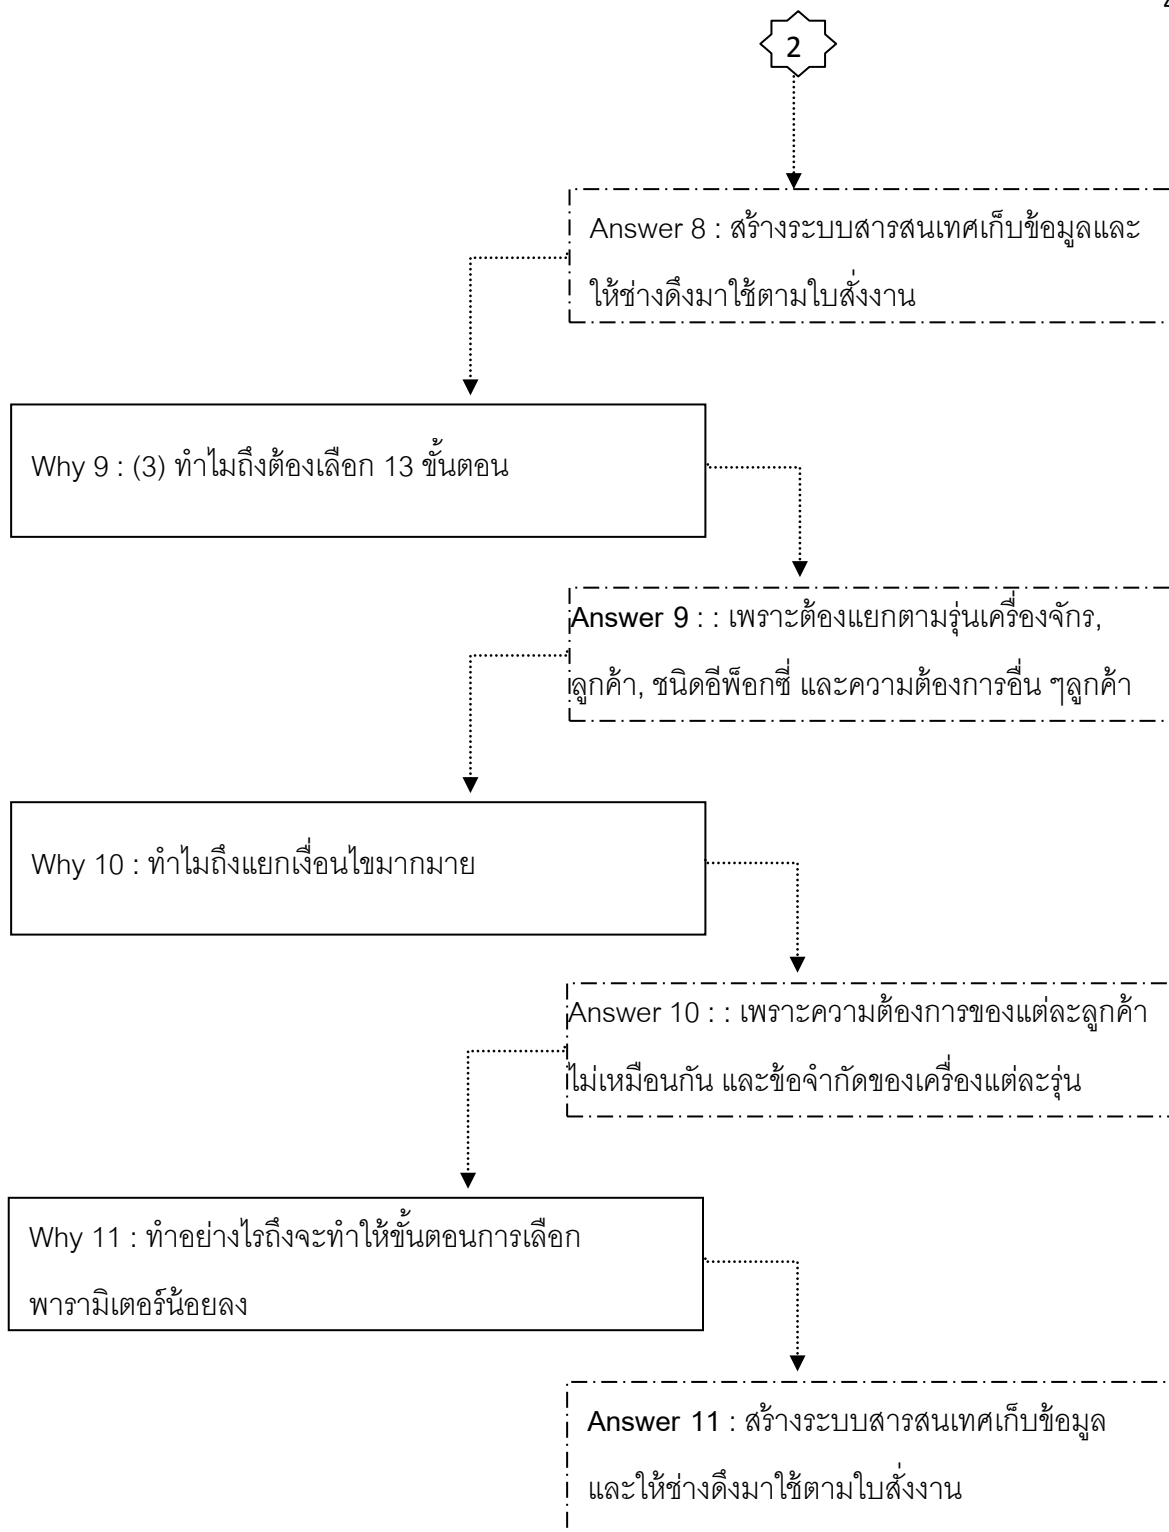 2
Answer 8 : สร้างระบบสารสนเทศเก็บข้อมูลและ
ให้ช่างดึงมาใช้ตามใบสั่งงาน
Why 9 : (3) ทำไมถึงต้องเลือก 13 ขั้นตอน
Answer 9 : : เพราะต้องแยกตามรุ่นเครื่องจักร,
ลูกค้า, ชนิดอีพ็อกซี่ และความต้องการอื่น ๆลูกค้า
Why 10 : ทำไมถึงแยกเงื่อนไขมากมาย
Answer 10 : : เพราะความต้องการของแต่ละลูกค้า
ไม่เหมือนกัน และข้อจำกัดของเครื่องแต่ละรุ่น
Why 11 : ทำอย่างไรถึงจะทำให้ขั้นตอนการเลือก
พารามิเตอร์น้อยลง
Answer 11 : สร้างระบบสารสนเทศเก็บข้อมูล
และให้ช่างดึงมาใช้ตามใบสั่งงาน